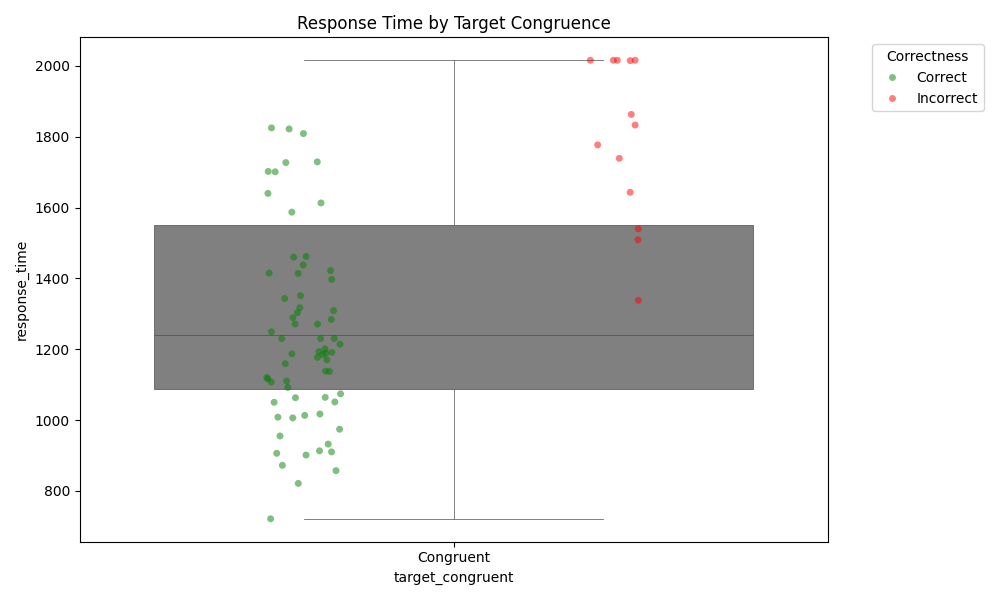 Response Time by Target Congruence
2000
1800
1600
1400
1200
1000
800
response_time
Congruent
target_congruent
Correctness
Correct
Incorrect